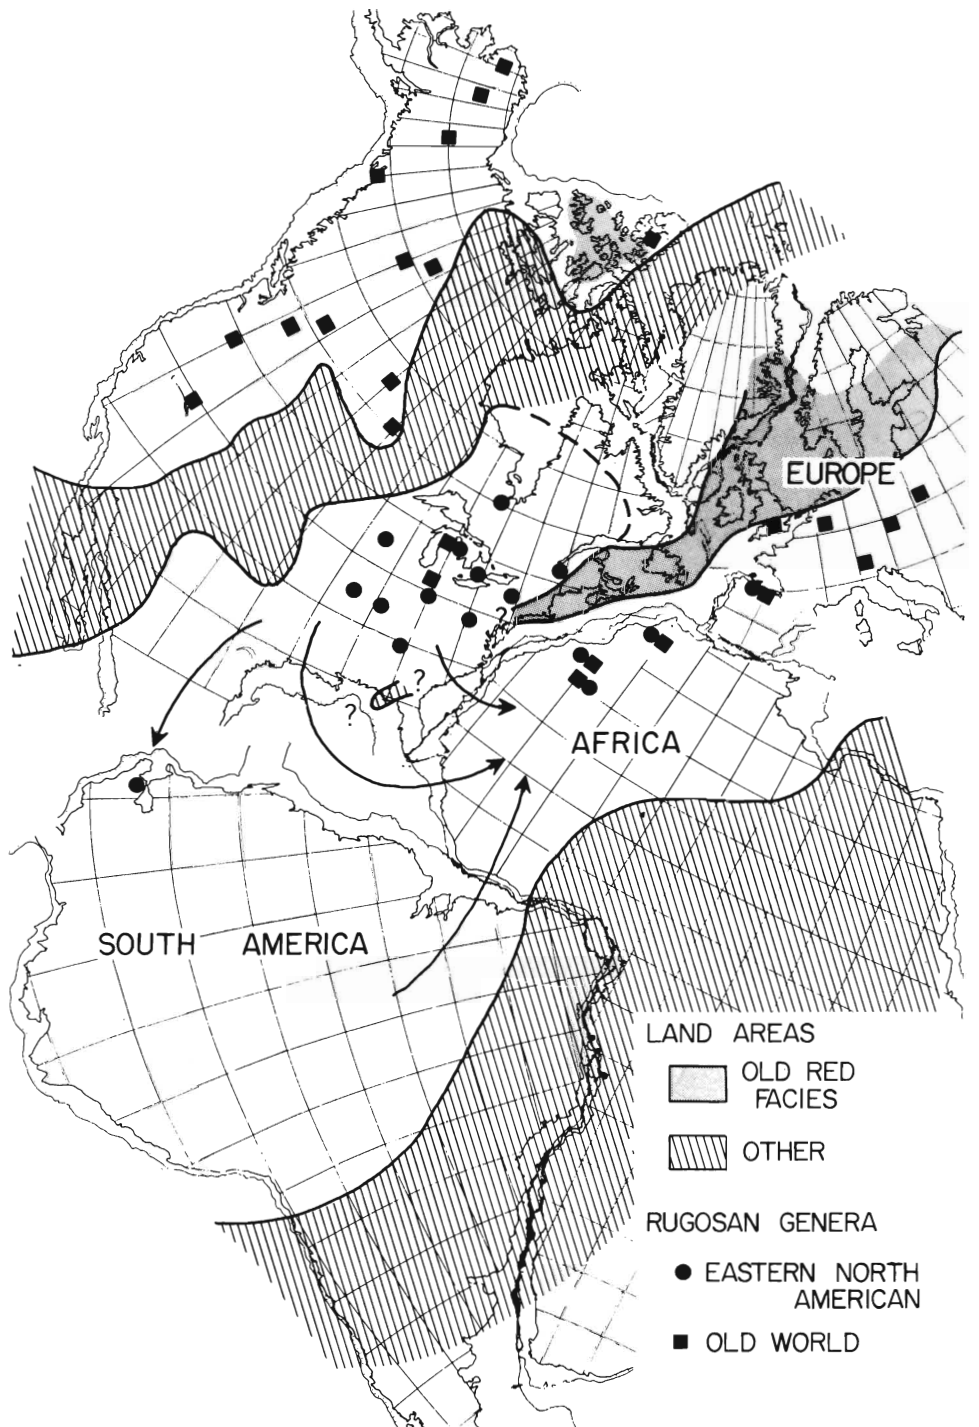 EUROPE
?
?
?
AFRICA
SOUTH AMERICA
LAND AREAS
OLD RED
FACIES
OTHER
RUGOSAN GENERA
EASTERN NORTH
AMERICAN
OLD WORLD